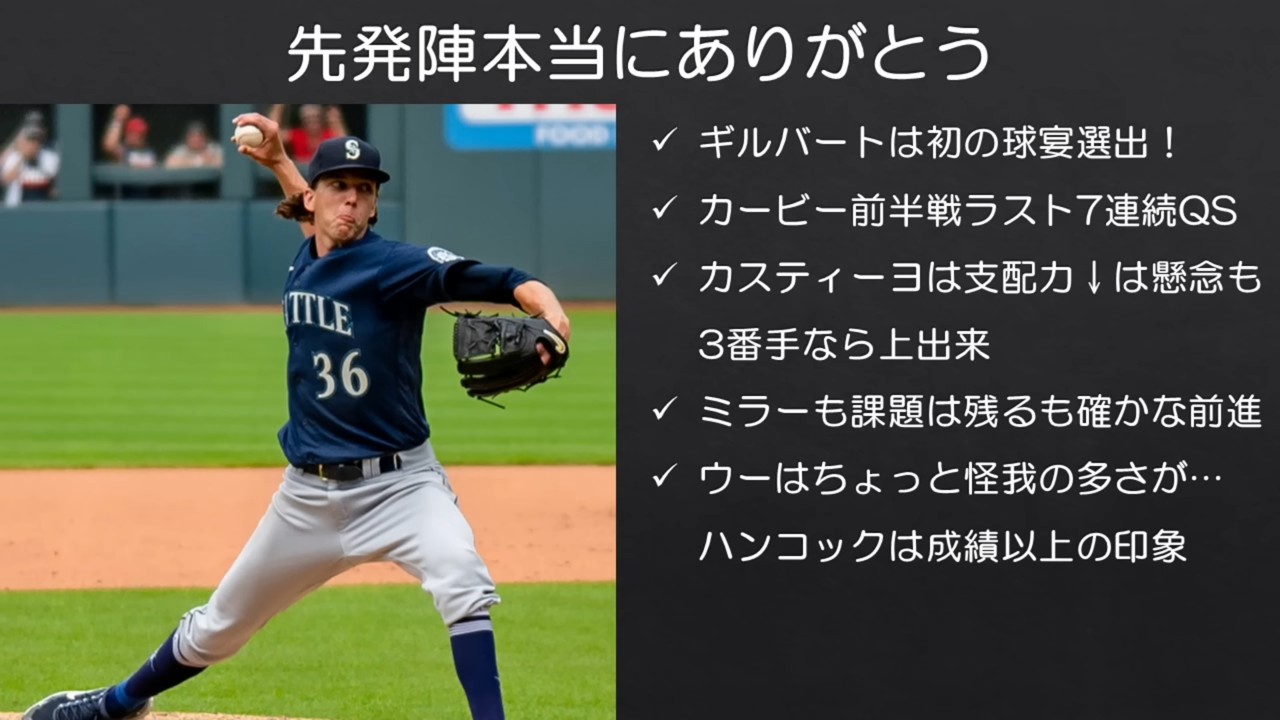 先発陣本当にありがとう
✓ ギルバートは初の球宴選出！
✓ カービー前半戦ラスト7連続QS
✓ カスティーヨは支配力↓は懸念も
3番手なら上出来
✓ ミラーも課題は残るも確かな前進
✓ ウーはちょっと怪我の多さが…
ハンコックは成績以上の印象
FOOD
S
TTLE
36